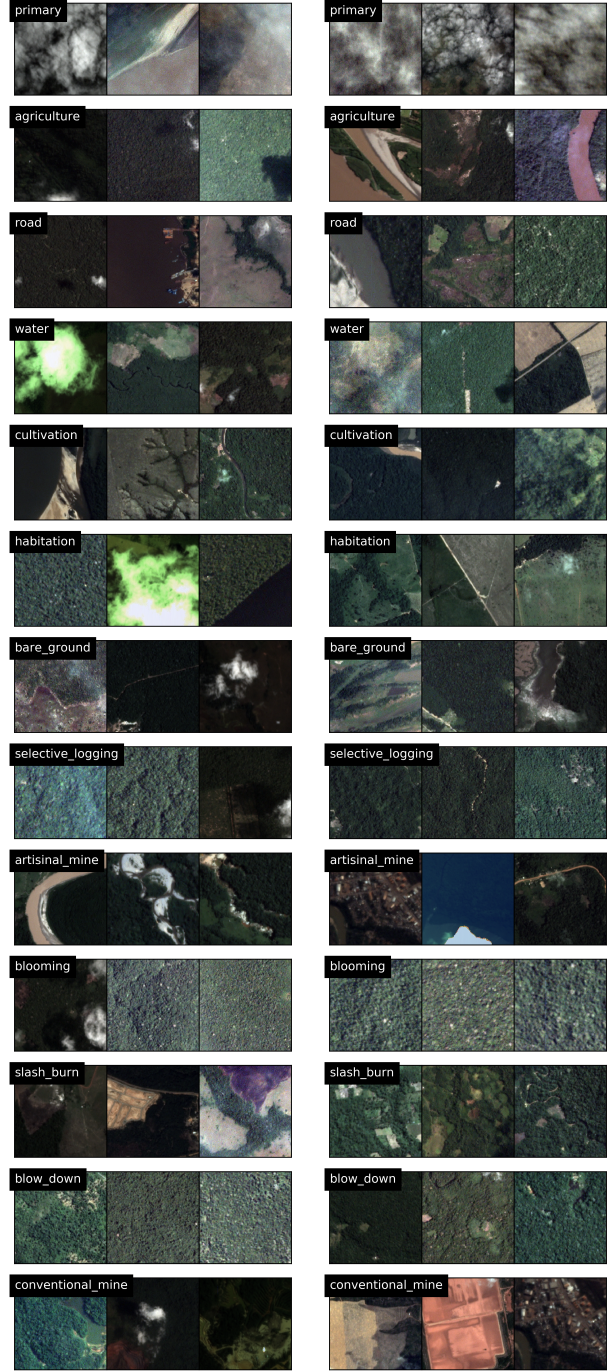 primary
primary
agriculture
agriculture
road
road
water
water
cultivation
cultivation
habitation
habitation
bare_ground
bare_ground
selective_logging
selective_logging
artisinal_mine
artisinal_mine
blooming
blooming
slash_burn
slash_burn
blow_down
blow_down
conventional_mine
conventional_mine